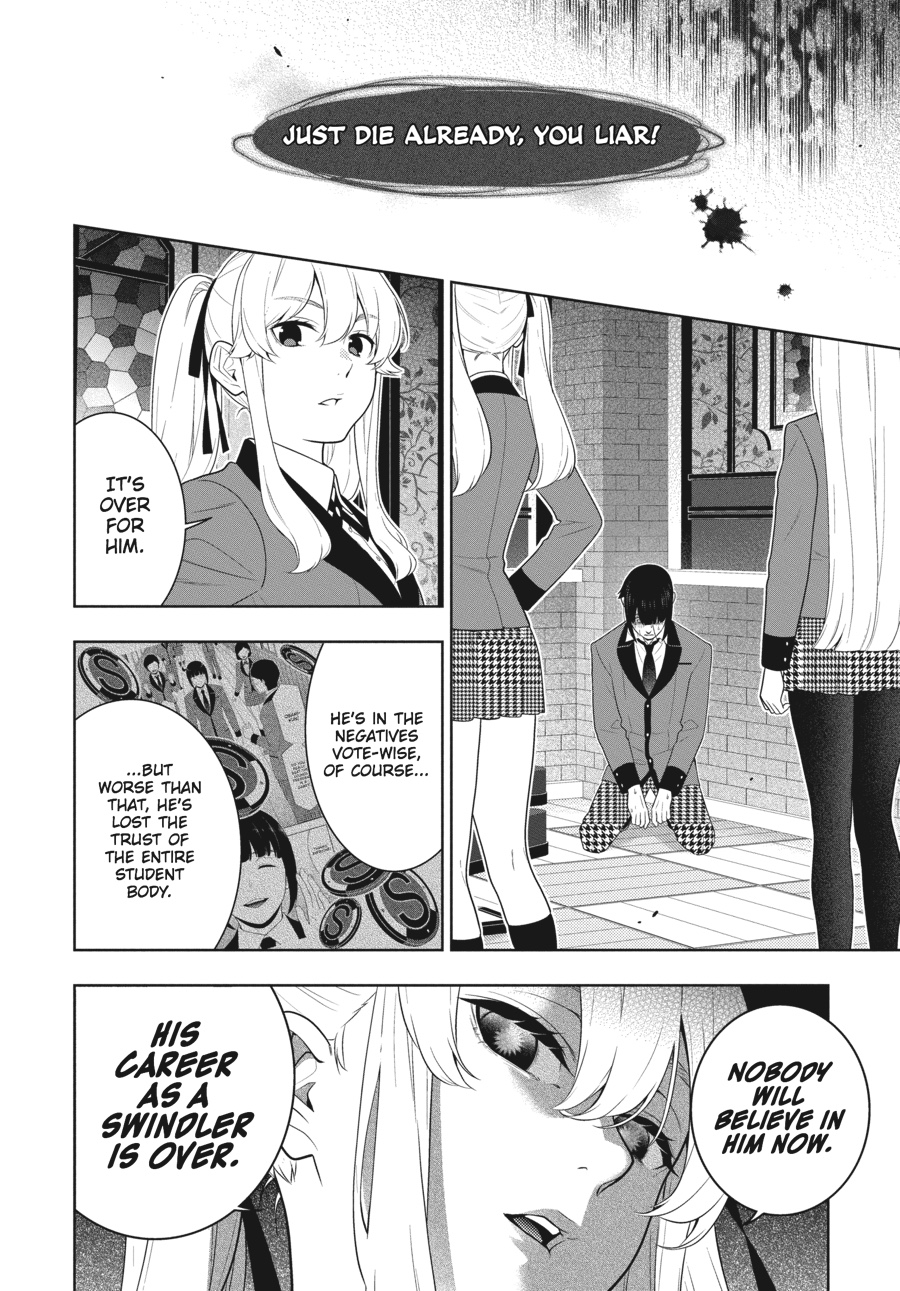 JUST DIE ALREADY, YOU LIAR!
IT'S
OVER
FOR
HIM.
HE'S IN THE
NEGATIVES
VOTE-WISE,
OF COURSE...
...BUT
WORSE THAN
THAT, HE'S
LOST THE
TRUST OF
THE ENTIRE
STUDENT
BODY.
S
S
S
S
NOBODY
WILL
BELIEVE IN
HIM NOW.
HIS
CAREER
AS A
SWINDLER
IS OVER.